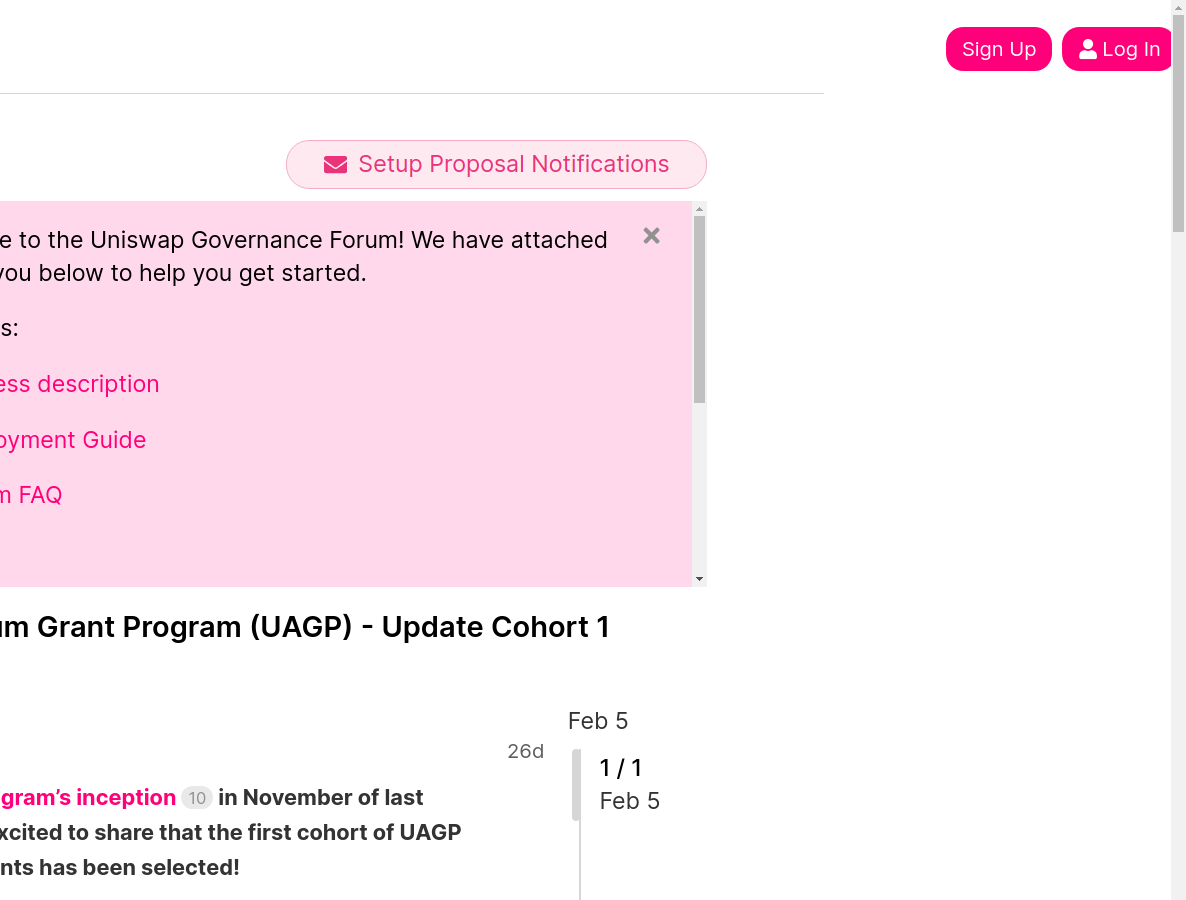 Sign Up
Log In
Setup Proposal Notifications
e to the Uniswap Governance Forum! We have attached
you below to help you get started.
s:
ess description
oyment Guide
m FAQ
um Grant Program (UAGP) - Update Cohort 1
Feb 5
26d
1 / 1
Feb 5
gram’s inception 10 in November of last
xcited to share that the first cohort of UAGP
nts has been selected!